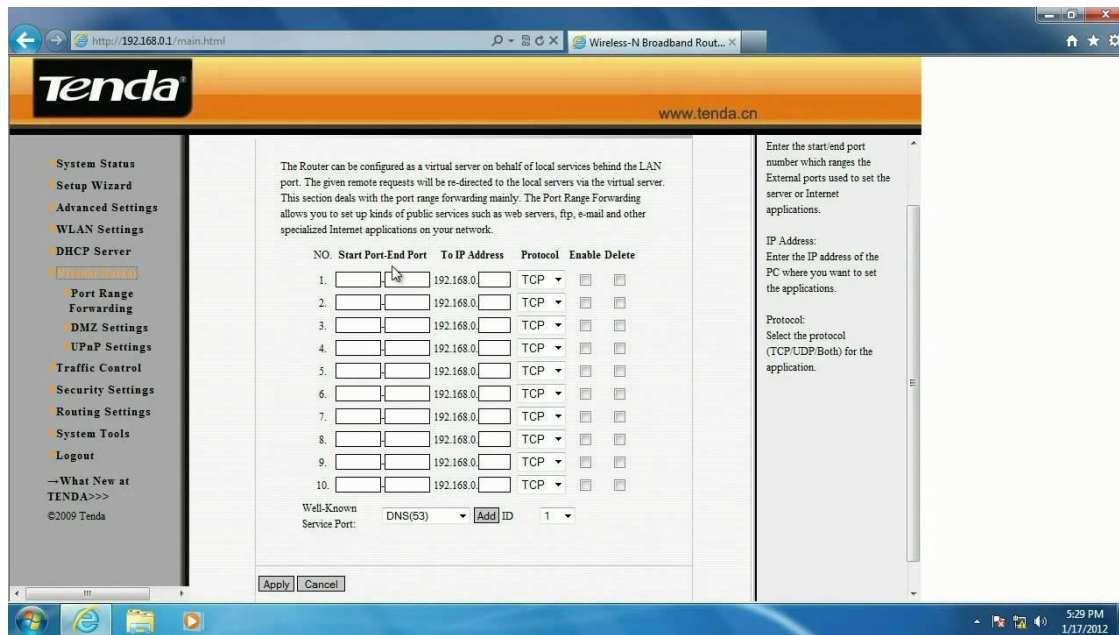 http://192.168.0.1/main.html
Wireless-N Broadband Rout...
Tenda
www.tenda.cn
System Status
Setup Wizard
Advanced Settings
WLAN Settings
DHCP Server
Virtual Server
Port Range
Forwarding
DMZ Settings
UPnP Settings
Traffic Control
Security Settings
Routing Settings
System Tools
Logout
→What New at
TENDA>>>
©2009 Tenda
The Router can be configured as a virtual server on behalf of local services behind the LAN
port. The given remote requests will be re-directed to the local servers via the virtual server.
This section deals with the port range forwarding mainly. The Port Range Forwarding
allows you to set up kinds of public services such as web servers, ftp, e-mail and other
specialized Internet applications on your network.
NO. Start Port-End Port To IP Address Protocol Enable Delete
1. - 192.168.0. TCP
2. - 192.168.0. TCP
3. - 192.168.0. TCP
4. - 192.168.0. TCP
5. - 192.168.0. TCP
6. - 192.168.0. TCP
7. - 192.168.0. TCP
8. - 192.168.0. TCP
9. - 192.168.0. TCP
10. - 192.168.0. TCP
Well-Known
Service Port: DNS(53) Add ID 1
Apply Cancel
Enter the start/end port
number which ranges the
External ports used to set the
server or Internet
applications.
IP Address:
Enter the IP address of the
PC where you want to set
the applications.
Protocol:
Select the protocol
(TCP/UDP/Both) for the
application.
5:29 PM
1/17/2012